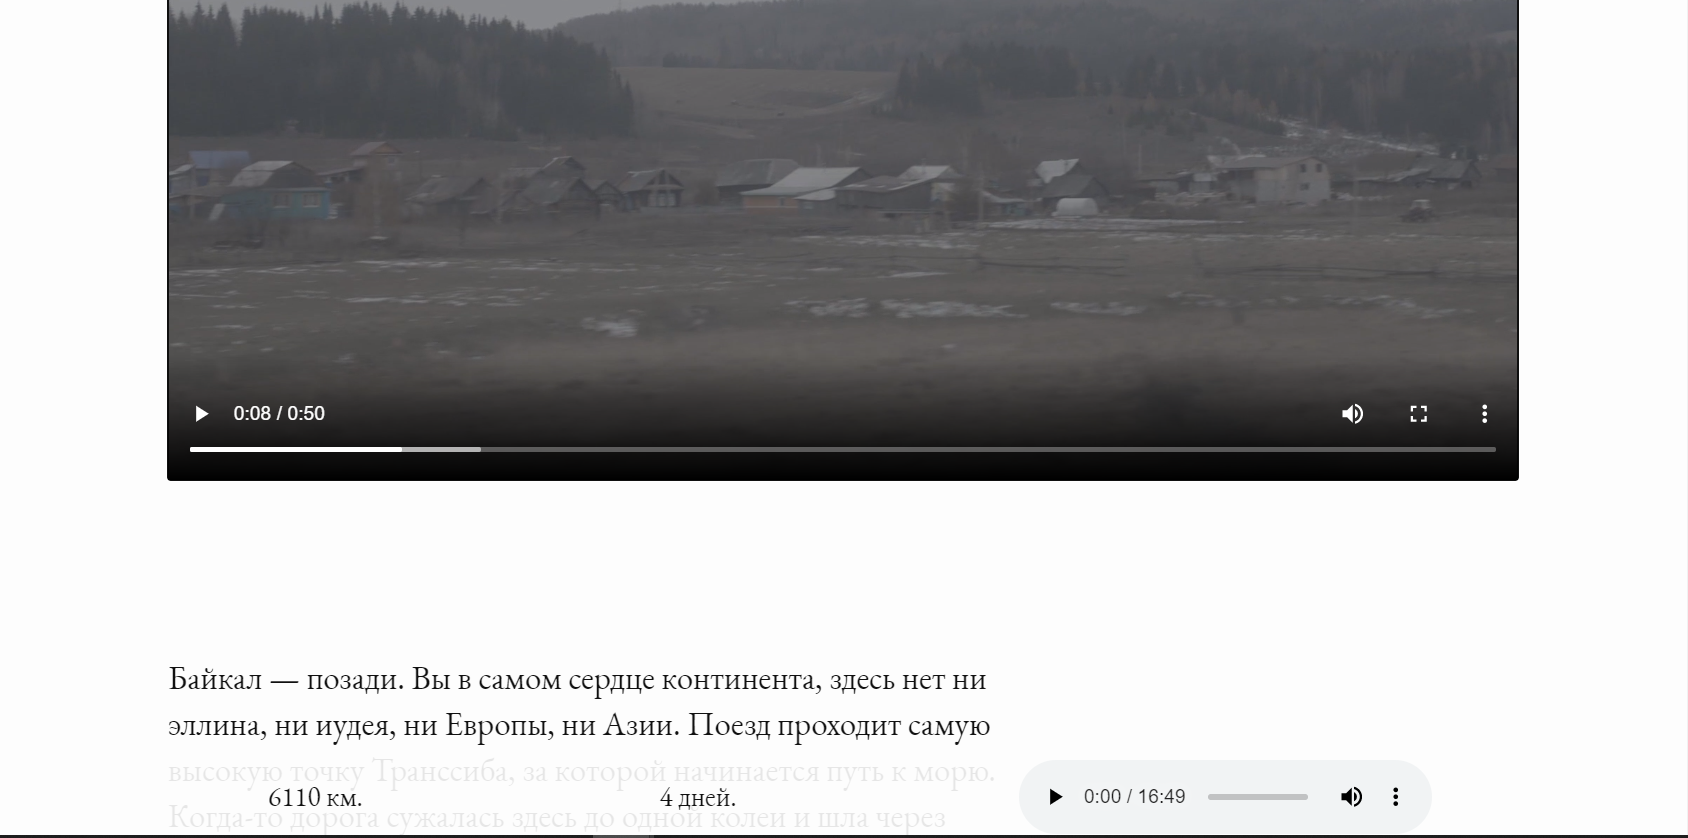 0:08 / 0:50
Байкал — позади. Вы в самом сердце континента, здесь нет ни
эллина, ни иудея, ни Европы, ни Азии. Поезд проходит самую
высокую точку Транссиба, за которой начинается путь к морю.
6110 км.
4 дней.
0:00 / 16:49
Когда-то дорога сужалась здесь до одной колеи и шла через